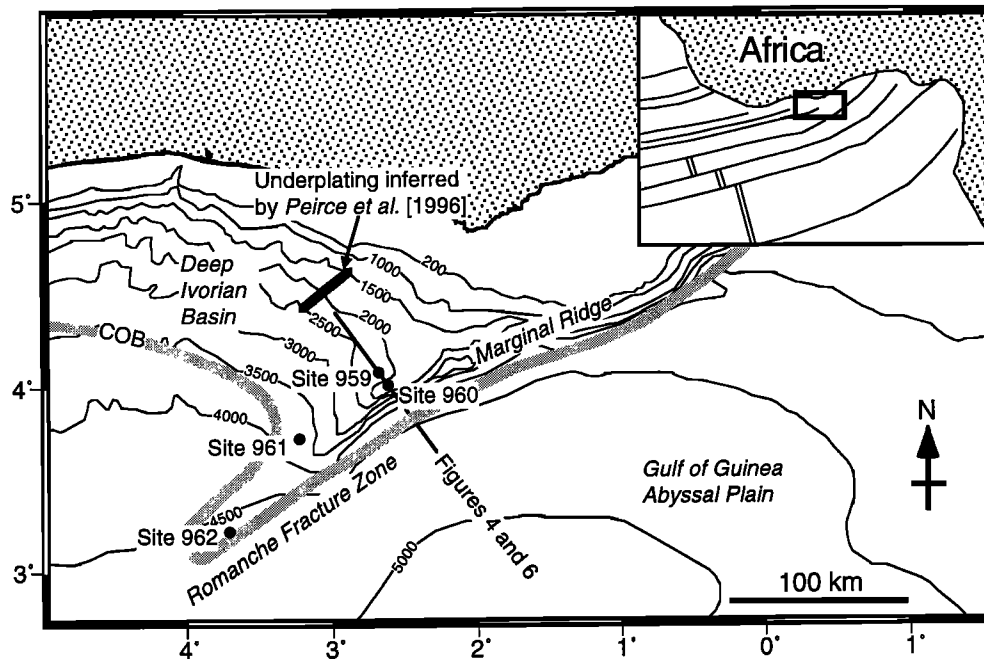 Africa
Underplating inferred
by Peirce et al. [1996]
5°
200
1000
1500
Deep
Ivorian
Basin
2500
2000
Marginal Ridge
COB
3000
3500
Site 959
4°
Site 960
4000
Site 961
N
Figures 4 and 6
Gulf of Guinea
Abyssal Plain
Romanche Fracture Zone
4500
Site 962
5000
3°
100 km
4° 3° 2° 1° 0° 1°